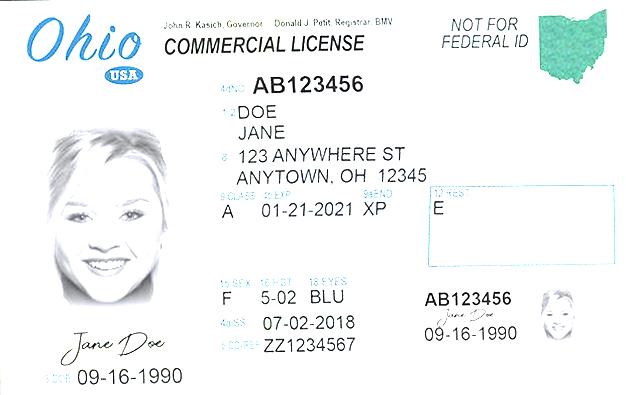 Ohio
USA
John R. Kasich, Governor Donald J. Petit, Registrar, BMV
COMMERCIAL LICENSE
NOT FOR
FEDERAL ID
4d NO AB123456
1,2 DOE
JANE
8 123 ANYWHERE ST
ANYTOWN, OH 12345
9 CLASS 4b EXP 9a END 12 REST
A 01-21-2021 XP E
15 SEX 16 HGT 18 EYES
F 5-02 BLU
4a ISS 07-02-2018
5 DD/REF ZZ1234567
Jane Doe
3 DOB 09-16-1990
AB123456
Jane Doe
09-16-1990